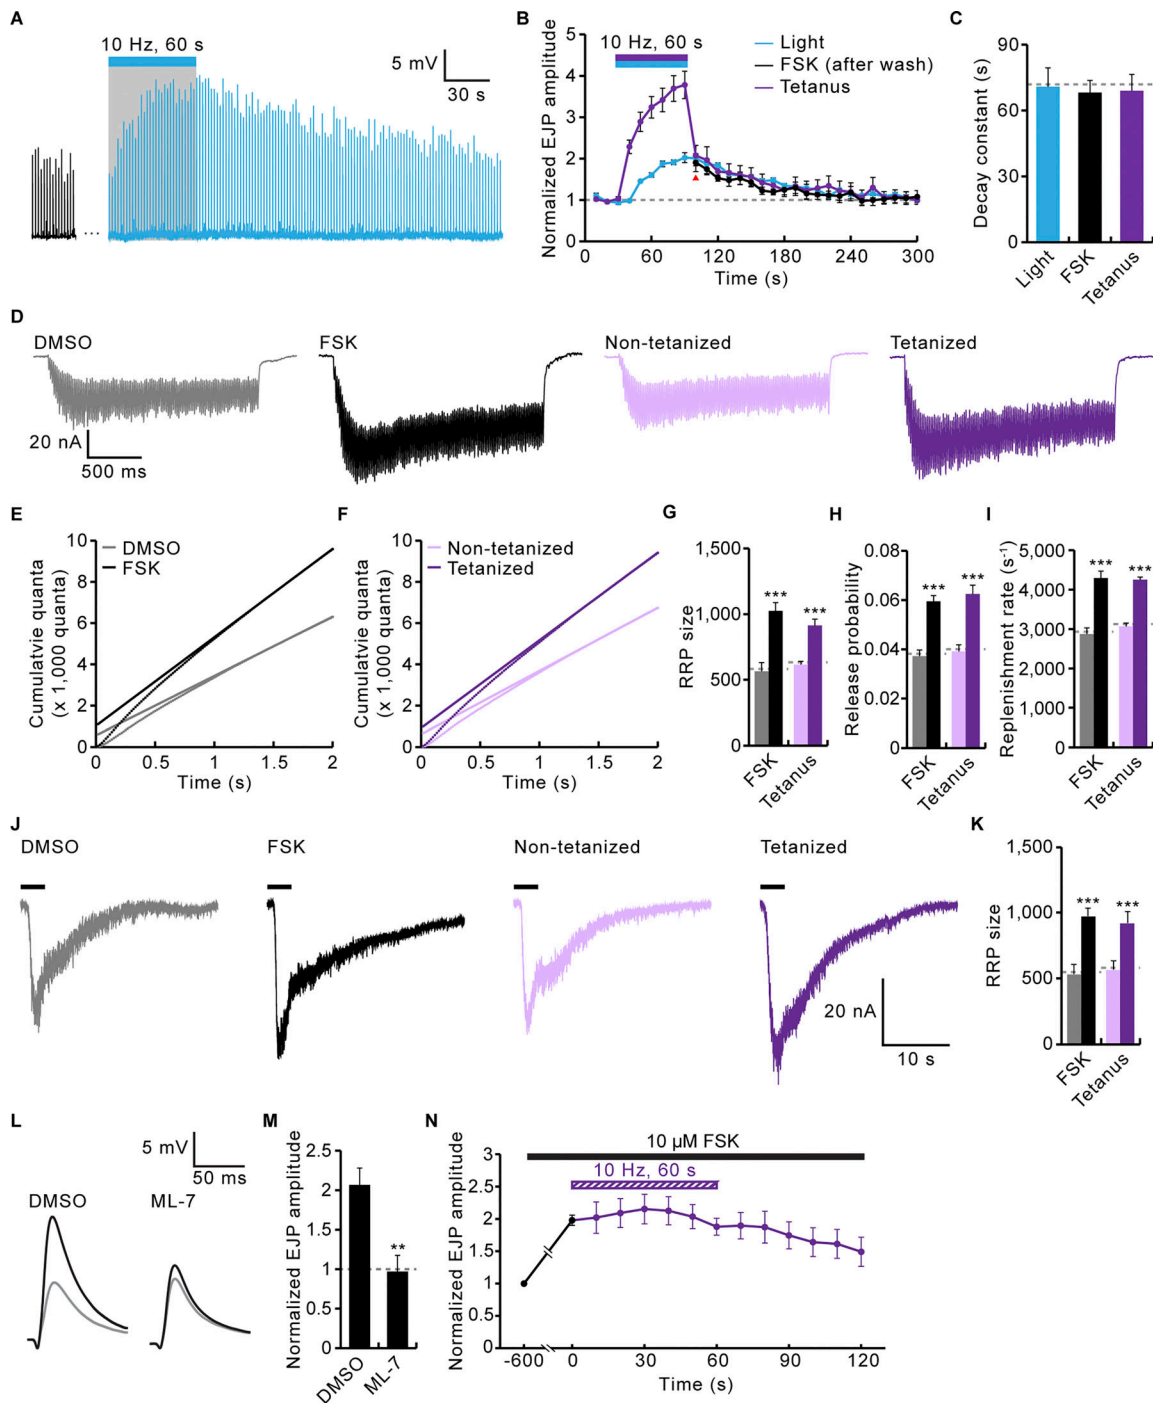 A
10 Hz, 60 s
5 mV
30 s
...
B
Normalized EJP amplitude
5
4
3
2
1
0
10 Hz, 60 s
Light
FSK (after wash)
Tetanus
0
60
120
180
240
300
Time (s)
C
Decay constant (s)
90
60
30
0
Light
FSK
Tetanus
D
DMSO
FSK
Non-tetanized
Tetanized
20 nA
500 ms
E
Cumulatvie quanta
(x 1,000 quanta)
10
8
6
4
2
0
DMSO
FSK
0
0.5
1
1.5
2
Time (s)
F
Cumulatvie quanta
(x 1,000 quanta)
10
8
6
4
2
0
Non-tetanized
Tetanized
0
0.5
1
1.5
2
Time (s)
G
RRP size
1,500
1,000
500
0
***
***
FSK
Tetanus
H
Release probability
0.08
0.06
0.04
0.02
0
***
***
FSK
Tetanus
I
Replenishment rate (s⁻¹)
5,000
4,000
3,000
2,000
1,000
0
***
***
FSK
Tetanus
J
DMSO
FSK
Non-tetanized
Tetanized
20 nA
10 s
K
RRP size
1,500
1,000
500
0
***
***
FSK
Tetanus
L
5 mV
50 ms
DMSO
ML-7
M
Normalized EJP amplitude
2.5
2
1.5
1
0.5
0
**
DMSO
ML-7
N
Normalized EJP amplitude
3
2.5
2
1.5
1
0.5
0
10 µM FSK
10 Hz, 60 s
-600
0
30
60
90
120
Time (s)